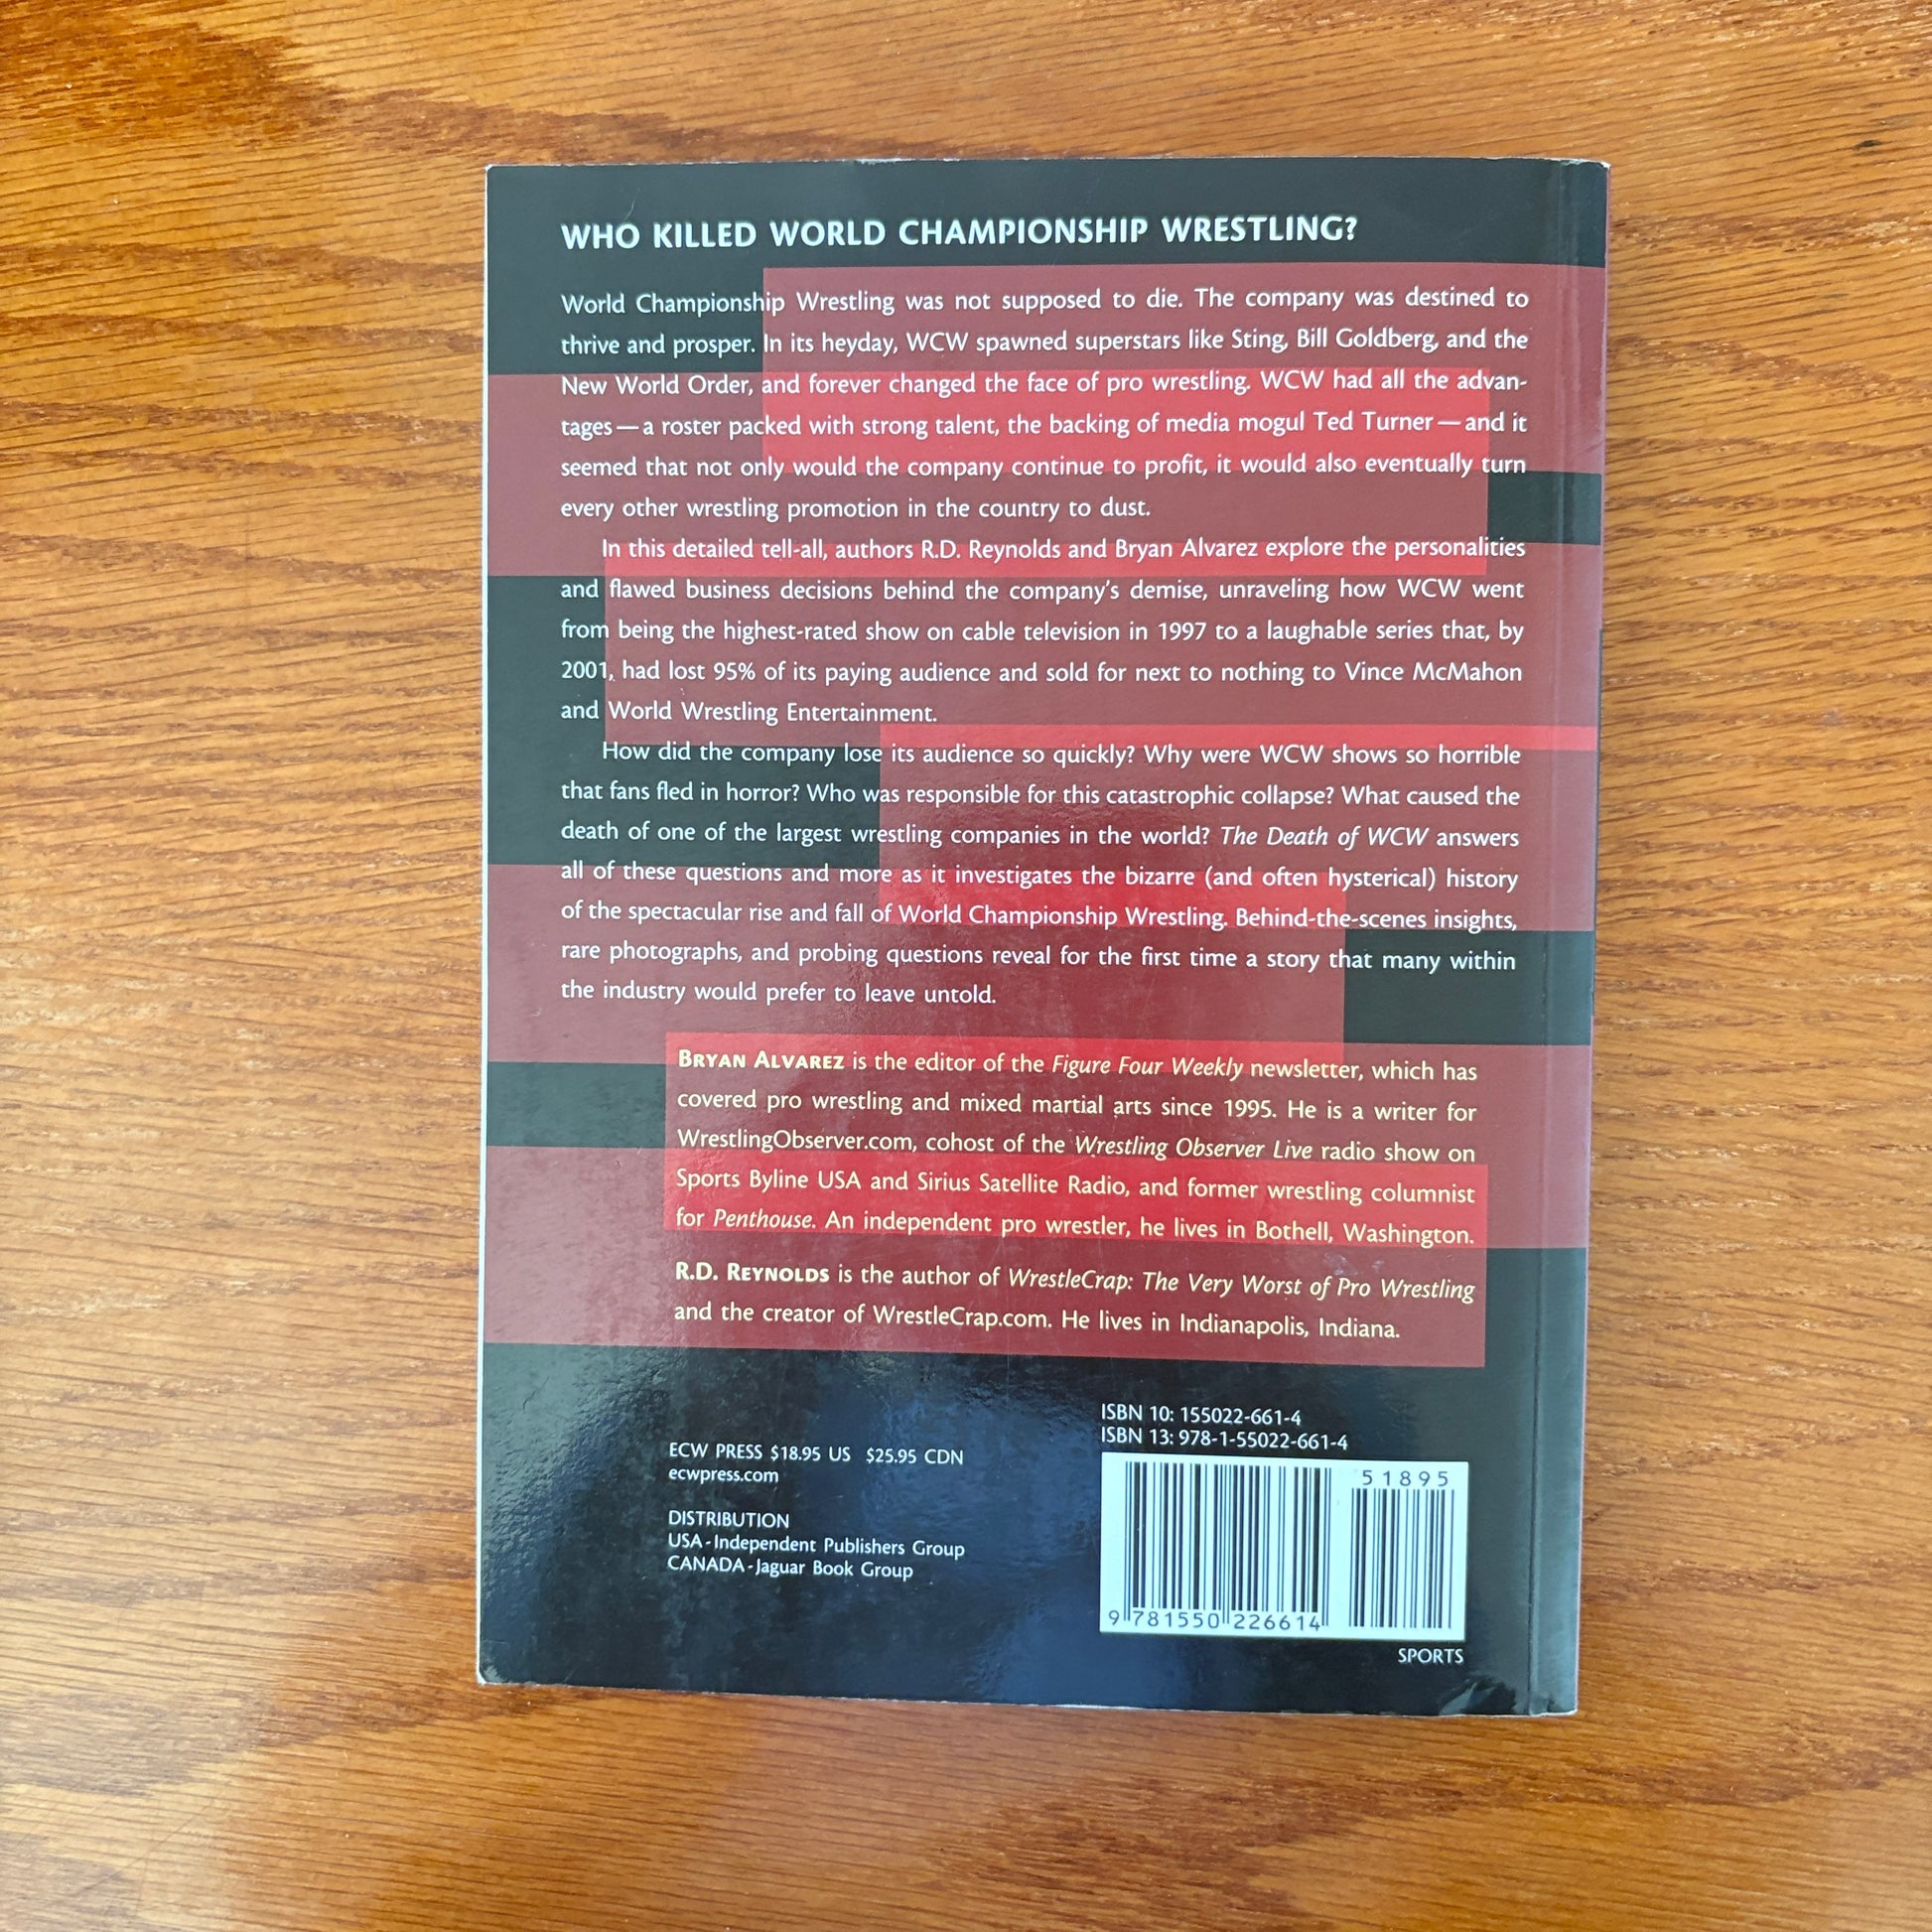 WHO KILLED WORLD CHAMPIONSHIP WRESTLING?
World Championship Wrestling was not supposed to die. The company was destined to
thrive and prosper. In its heyday, WCW spawned superstars like Sting, Bill Goldberg, and the
New World Order, and forever changed the face of pro wrestling. WCW had all the advan-
tages — a roster packed with strong talent, the backing of media mogul Ted Turner — and it
seemed that not only would the company continue to profit, it would also eventually turn
every other wrestling promotion in the country to dust.
In this detailed tell-all, authors R.D. Reynolds and Bryan Alvarez explore the personalities
and flawed business decisions behind the company's demise, unraveling how WCW went
from being the highest-rated show on cable television in 1997 to a laughable series that, by
2001, had lost 95% of its paying audience and sold for next to nothing to Vince McMahon
and World Wrestling Entertainment.
How did the company lose its audience so quickly? Why were WCW shows so horrible
that fans fled in horror? Who was responsible for this catastrophic collapse? What caused the
death of one of the largest wrestling companies in the world? The Death of WCW answers
all of these questions and more as it investigates the bizarre (and often hysterical) history
of the spectacular rise and fall of World Championship Wrestling. Behind-the-scenes insights,
rare photographs, and probing questions reveal for the first time a story that many within
the industry would prefer to leave untold.
BRYAN ALVAREZ is the editor of the Figure Four Weekly newsletter, which has
covered pro wrestling and mixed martial arts since 1995. He is a writer for
WrestlingObserver.com, cohost of the Wrestling Observer Live radio show on
Sports Byline USA and Sirius Satellite Radio, and former wrestling columnist
for Penthouse. An independent pro wrestler, he lives in Bothell, Washington.
R.D. REYNOLDS is the author of WrestleCrap: The Very Worst of Pro Wrestling
and the creator of WrestleCrap.com. He lives in Indianapolis, Indiana.
ECW PRESS $18.95 US $25.95 CDN
ecwpress.com
DISTRIBUTION
USA - Independent Publishers Group
CANADA - Jaguar Book Group
ISBN 10: 155022-661-4
ISBN 13: 978-1-55022-661-4
51895
9 781550 226614
SPORTS